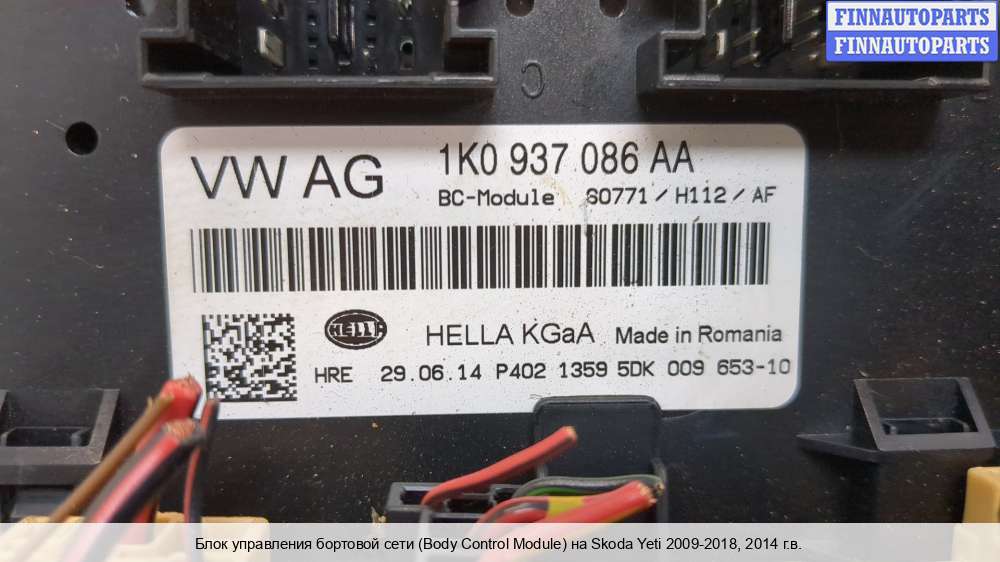 FINNAUTOPARTS
FINNAUTOPARTS
C
VW AG
1K0 937 086 AA
BC-Module S0771 / H112 / AF
HELLA
HELLA KGaA Made in Romania
HRE 29.06.14 P402 1359 5DK 009 653-10
Блок управления бортовой сети (Body Control Module) на Skoda Yeti 2009-2018, 2014 г.в.